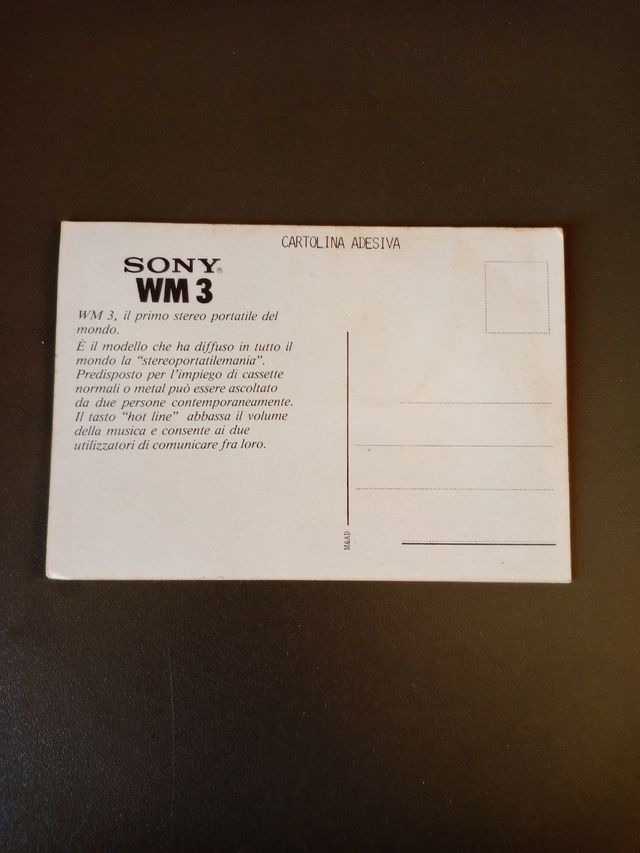 CARTOLINA ADESIVA
SONY®
WM 3
WM 3, il primo stereo portatile del
mondo.
È il modello che ha diffuso in tutto il
mondo la “stereoportatilemania”.
Predisposto per l'impiego di cassette
normali o metal può essere ascoltato
da due persone contemporaneamente.
Il tasto “hot line” abbassa il volume
della musica e consente ai due
utilizzatori di comunicare fra loro.
M&AD